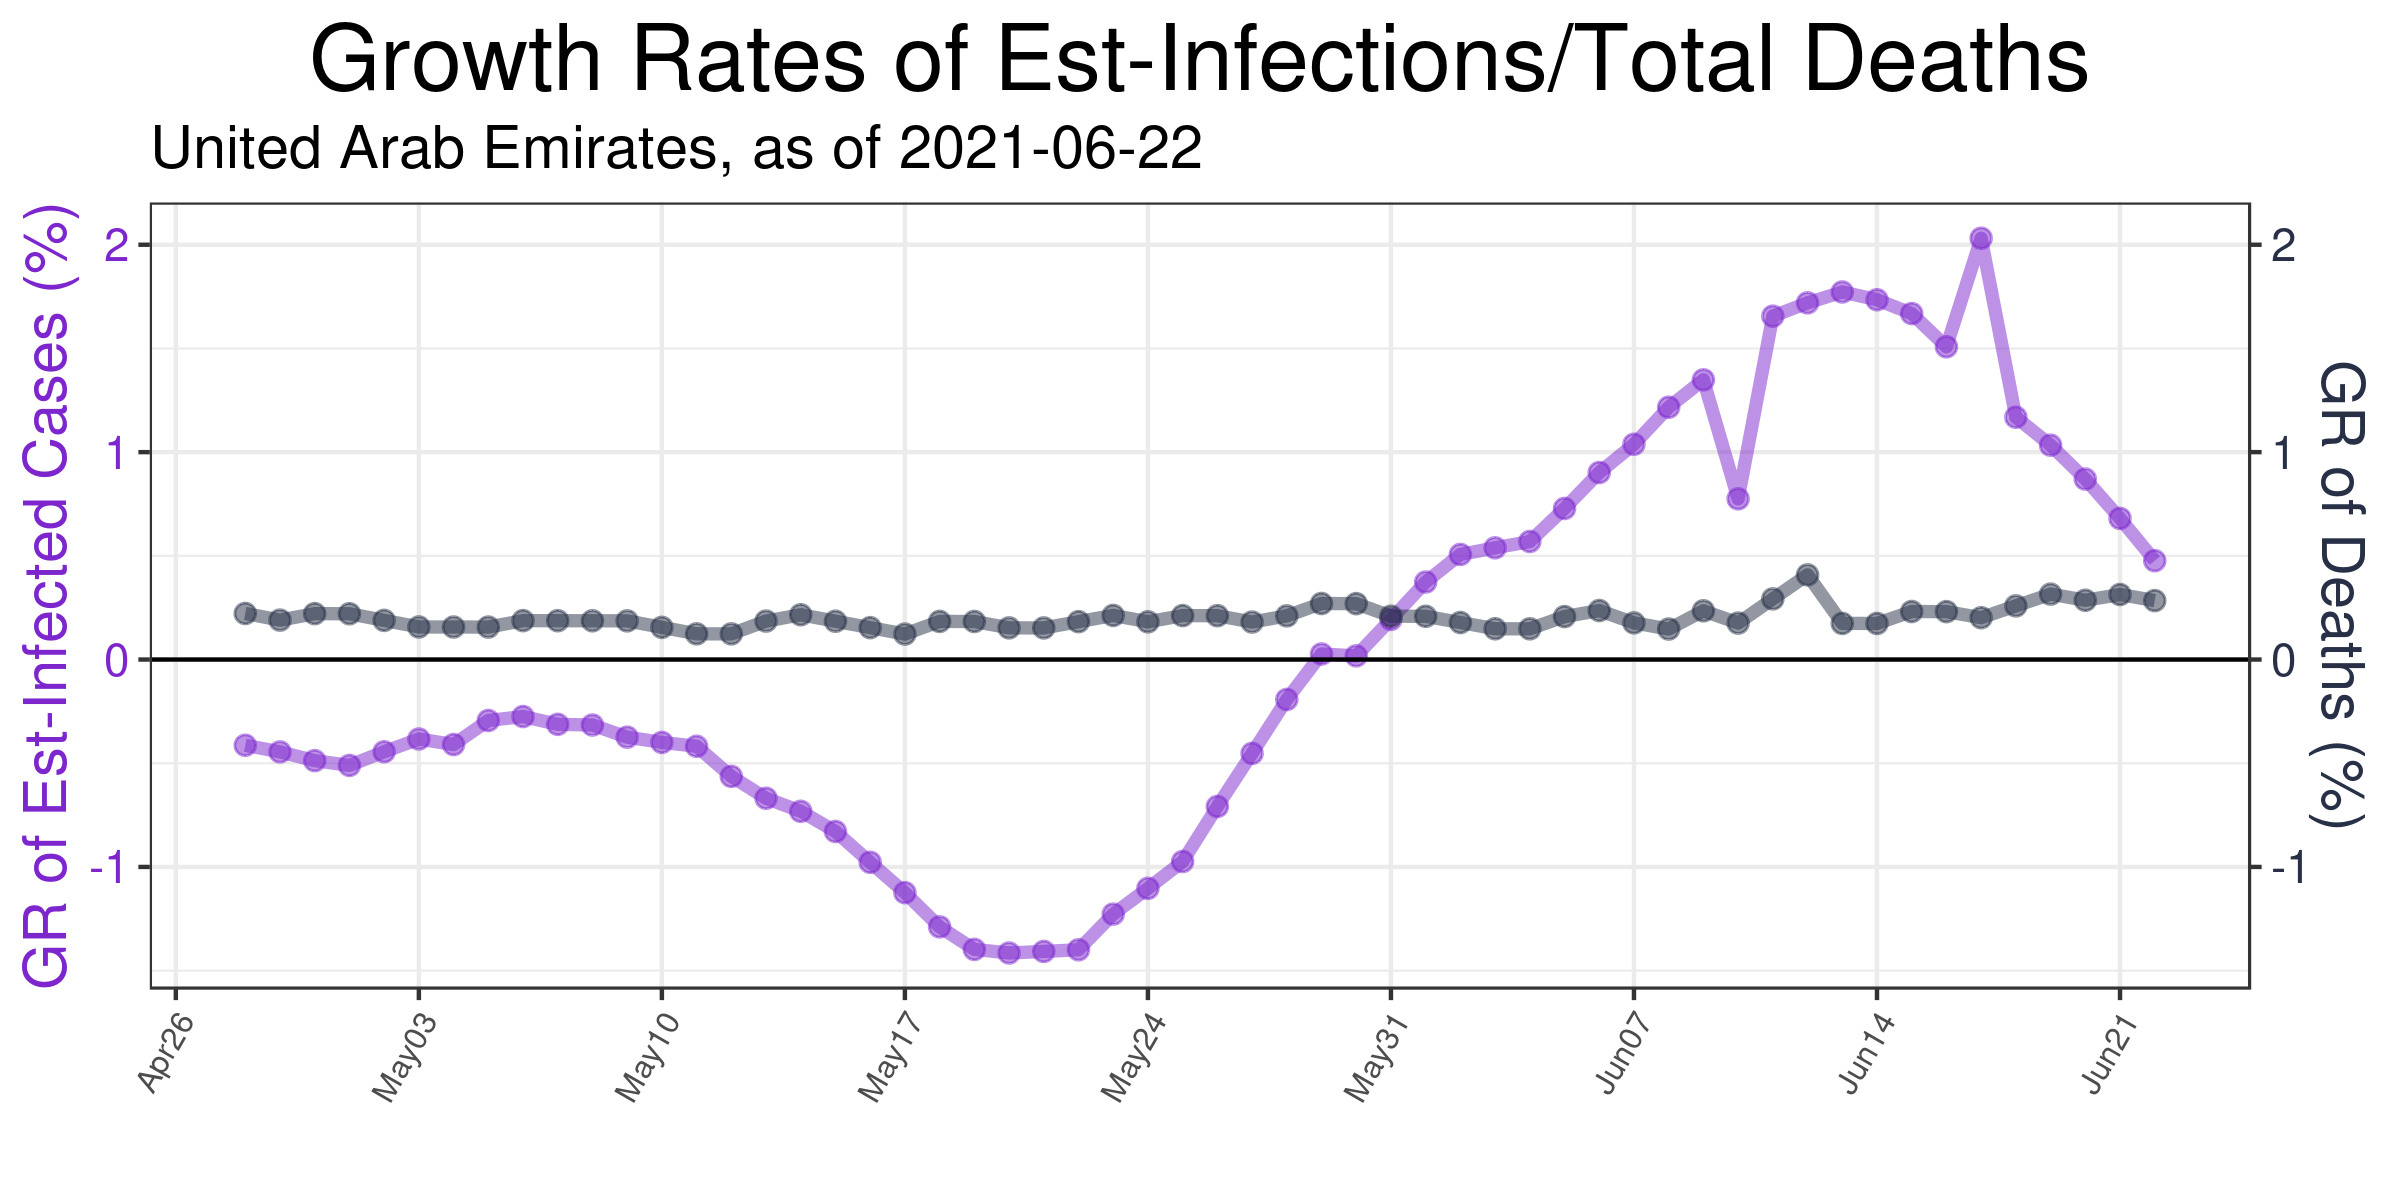 Growth Rates of Est-Infections/Total Deaths
United Arab Emirates, as of 2021-06-22
GR of Est-Infected Cases (%)
2
1
0
-1
2
1
0
-1
GR of Deaths (%)
Apr26
May03
May10
May17
May24
May31
Jun07
Jun14
Jun21